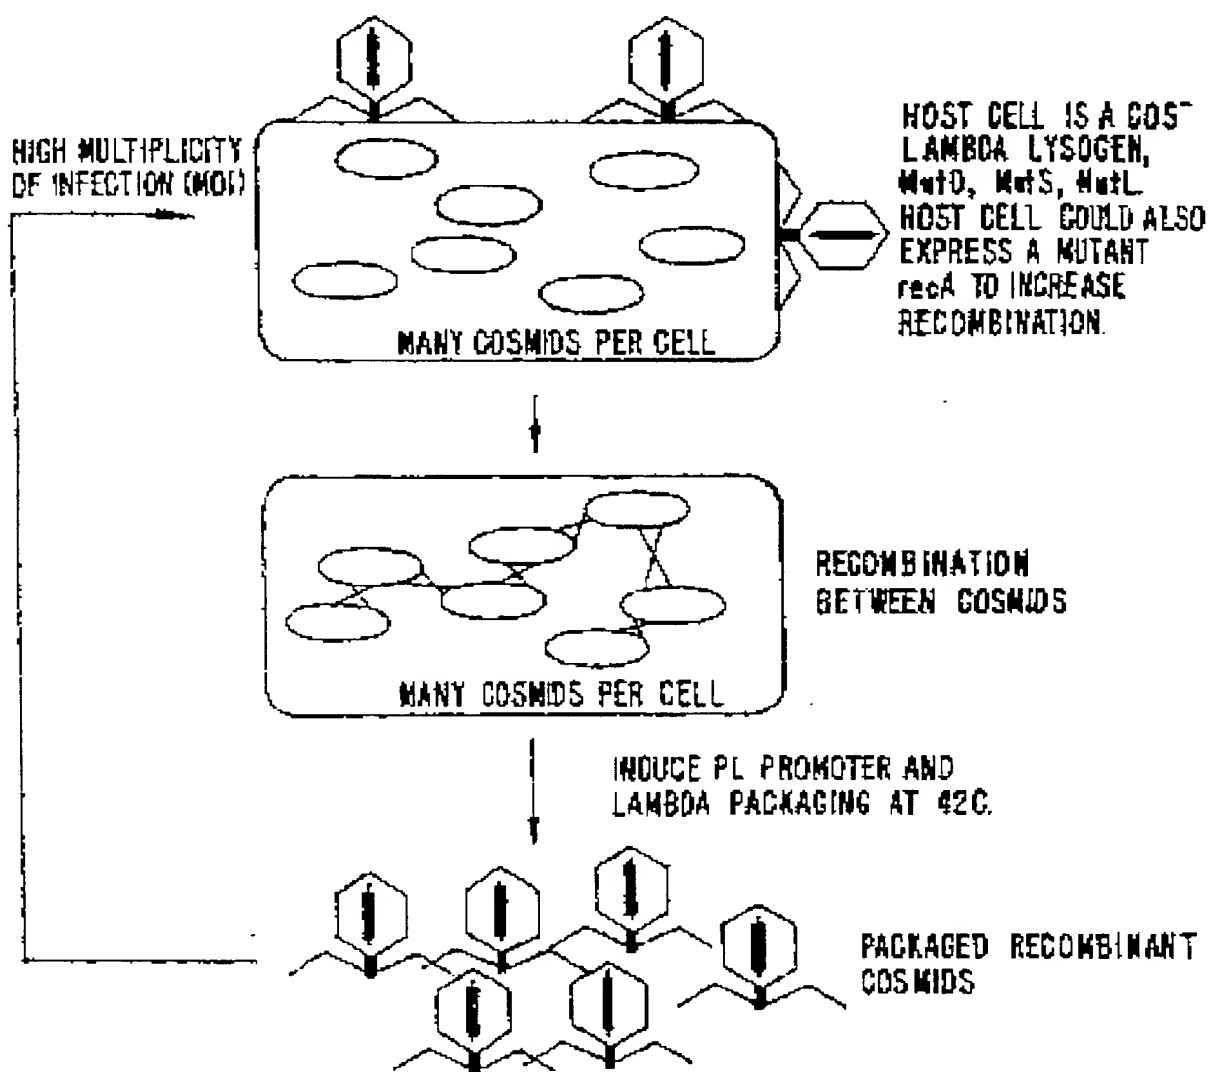 HIGH MULTIPLICITY
OF INFECTION (MOI)
HOST CELL IS A COS⁻
LAMBDA LYSOGEN,
MutD, MutS, MutL.
HOST CELL COULD ALSO
EXPRESS A MUTANT
recA TO INCREASE
RECOMBINATION.
MANY COSMIDS PER CELL
RECOMBINATION
BETWEEN COSMIDS
MANY COSMIDS PER CELL
INDUCE PL PROMOTER AND
LAMBDA PACKAGING AT 42C.
PACKAGED RECOMBINANT
COSMIDS